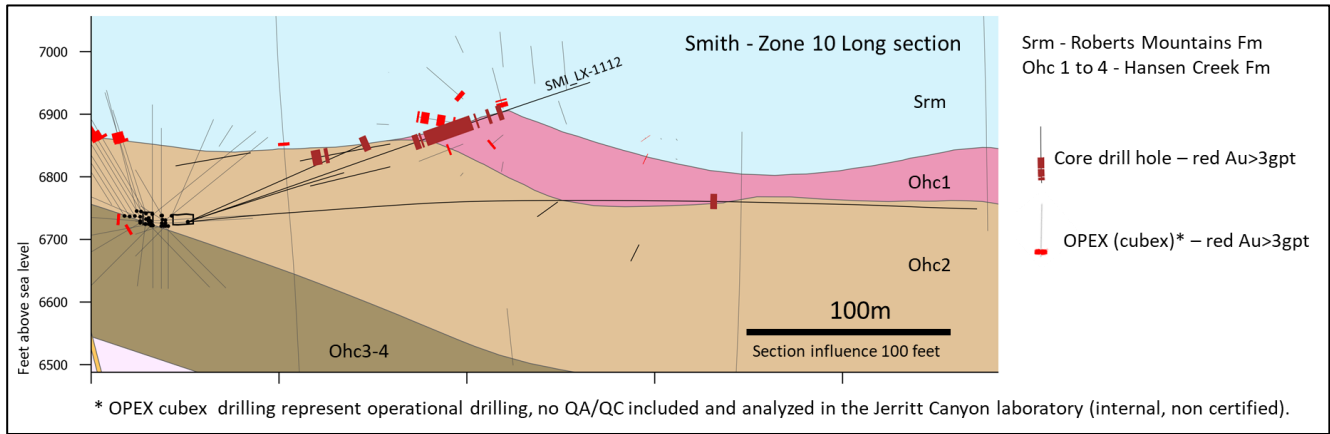 Smith - Zone 10 Long section
Srm - Roberts Mountains Fm
Ohc 1 to 4 - Hansen Creek Fm
7000
6900
6800
6700
6600
6500
Feet above sea level
SMI_LX-1112
Srm
Ohc1
Ohc2
Ohc3-4
100m
Section influence 100 feet
Core drill hole – red Au>3gpt
OPEX (cubex)* – red Au>3gpt
* OPEX cubex drilling represent operational drilling, no QA/QC included and analyzed in the Jerritt Canyon laboratory (internal, non certified).